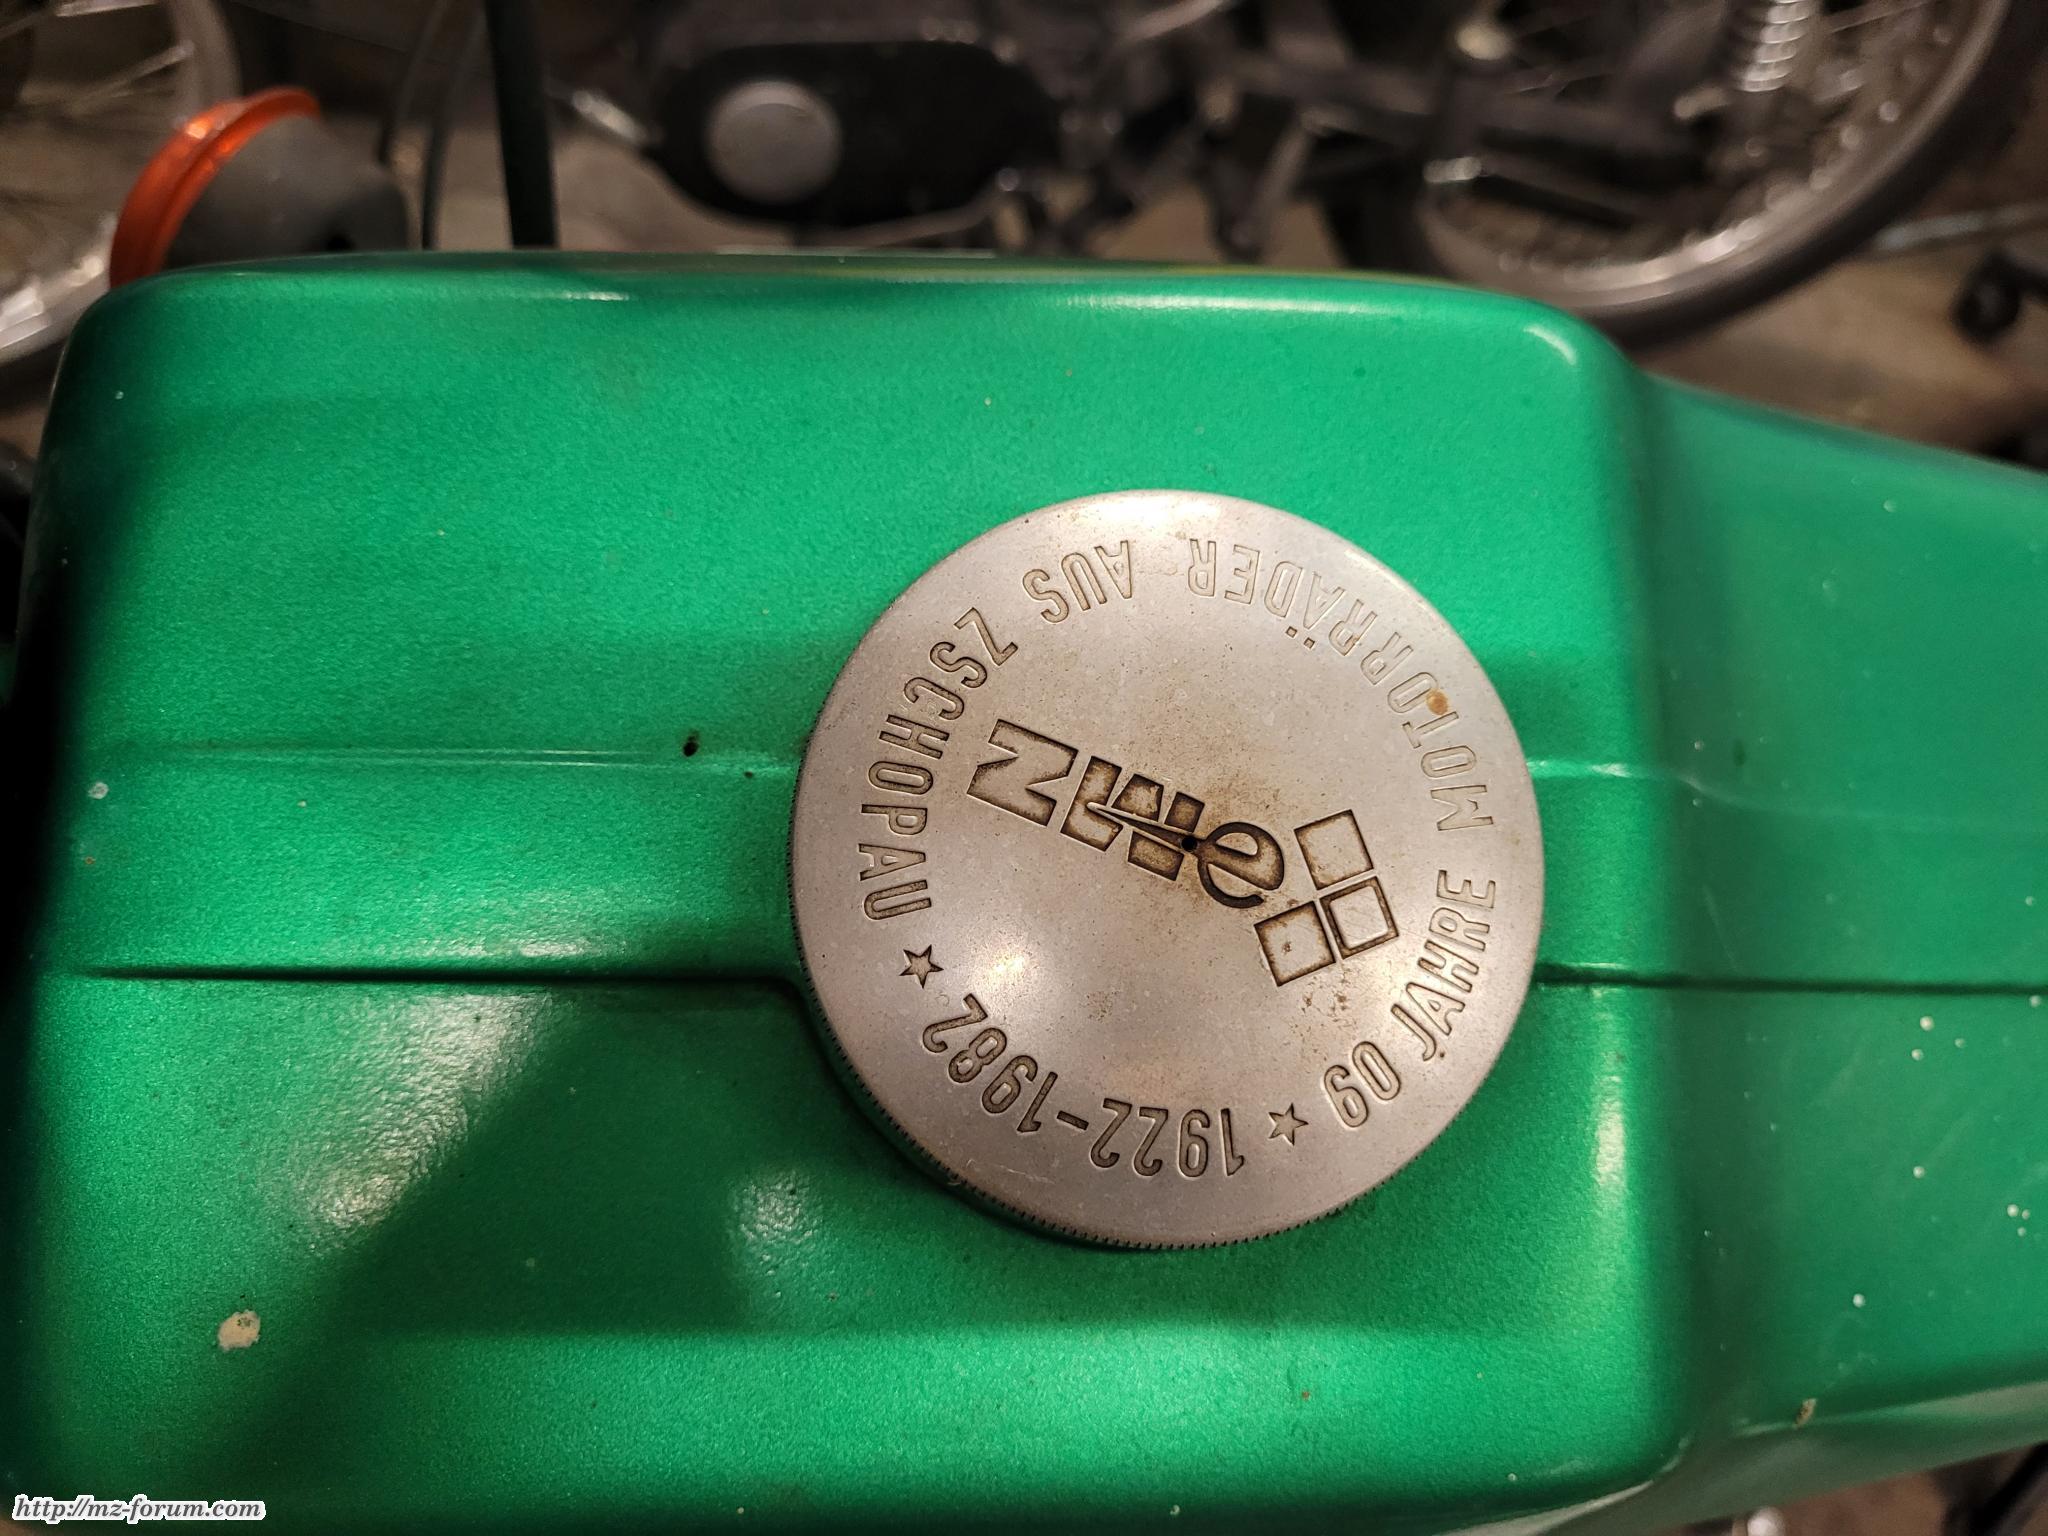 60 JAHRE MOTORRÄDER AUS ZSCHOPAU ★ 1922-1982 ★
MZ
http://mz-forum.com